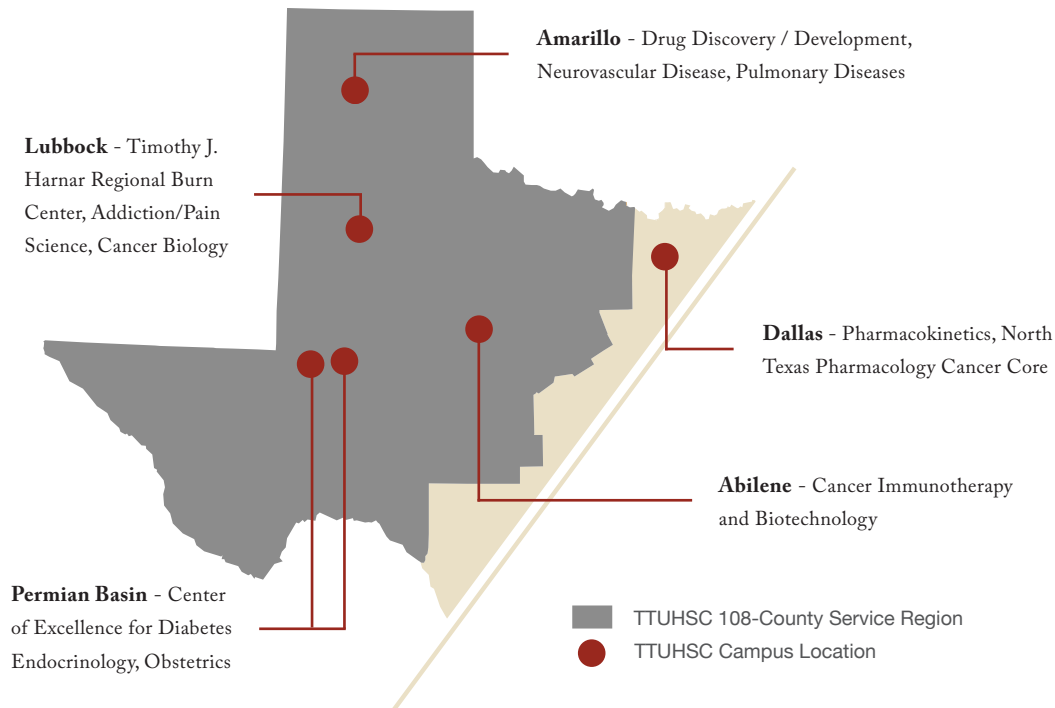 Amarillo - Drug Discovery / Development,
Neurovascular Disease, Pulmonary Diseases
Lubbock - Timothy J.
Harnar Regional Burn
Center, Addiction/Pain
Science, Cancer Biology
Dallas - Pharmacokinetics, North
Texas Pharmacology Cancer Core
Abilene - Cancer Immunotherapy
and Biotechnology
Permian Basin - Center
of Excellence for Diabetes
Endocrinology, Obstetrics
TTUHSC 108-County Service Region
TTUHSC Campus Location